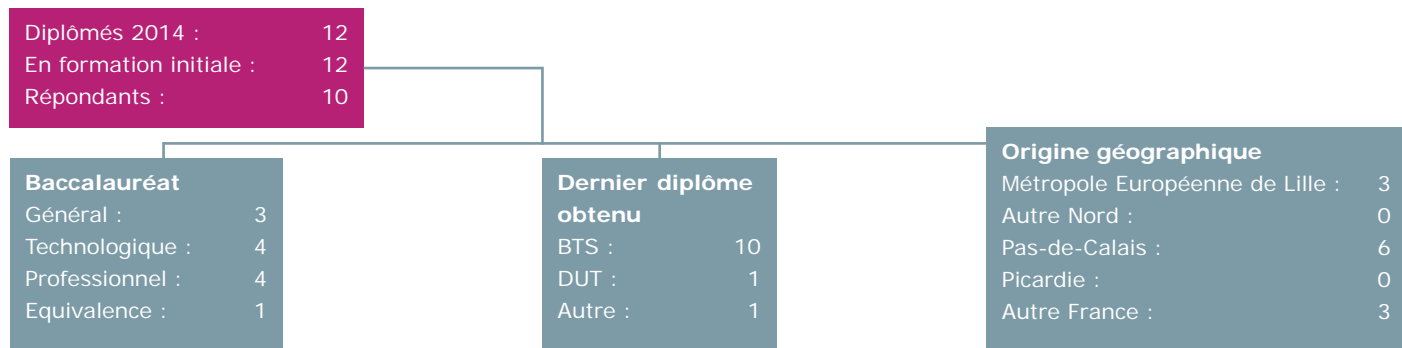 Diplômés 2014 : 12
En formation initiale : 12
Répondants : 10
Baccalauréat
Général : 3
Technologique : 4
Professionnel : 4
Equivalence : 1
Dernier diplôme
obtenu
BTS : 10
DUT : 1
Autre : 1
Origine géographique
Métropole Européenne de Lille : 3
Autre Nord : 0
Pas-de-Calais : 6
Picardie : 0
Autre France : 3